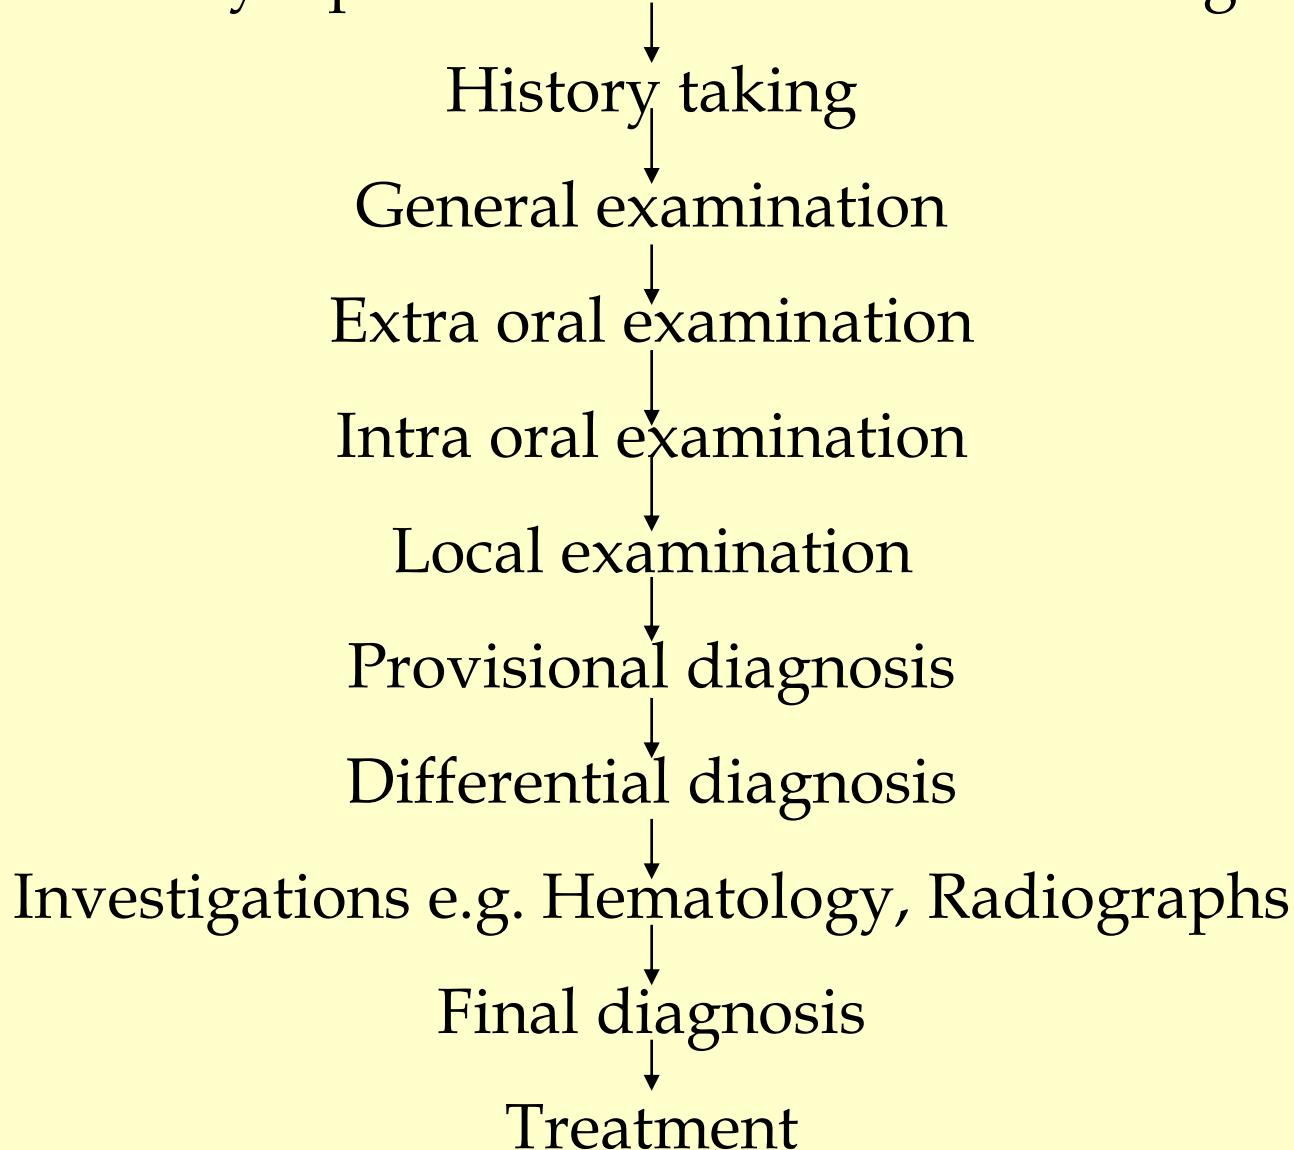 History taking
General examination
Extra oral examination
Intra oral examination
Local examination
Provisional diagnosis
Differential diagnosis
Investigations e.g. Hematology, Radiographs
Final diagnosis
Treatment